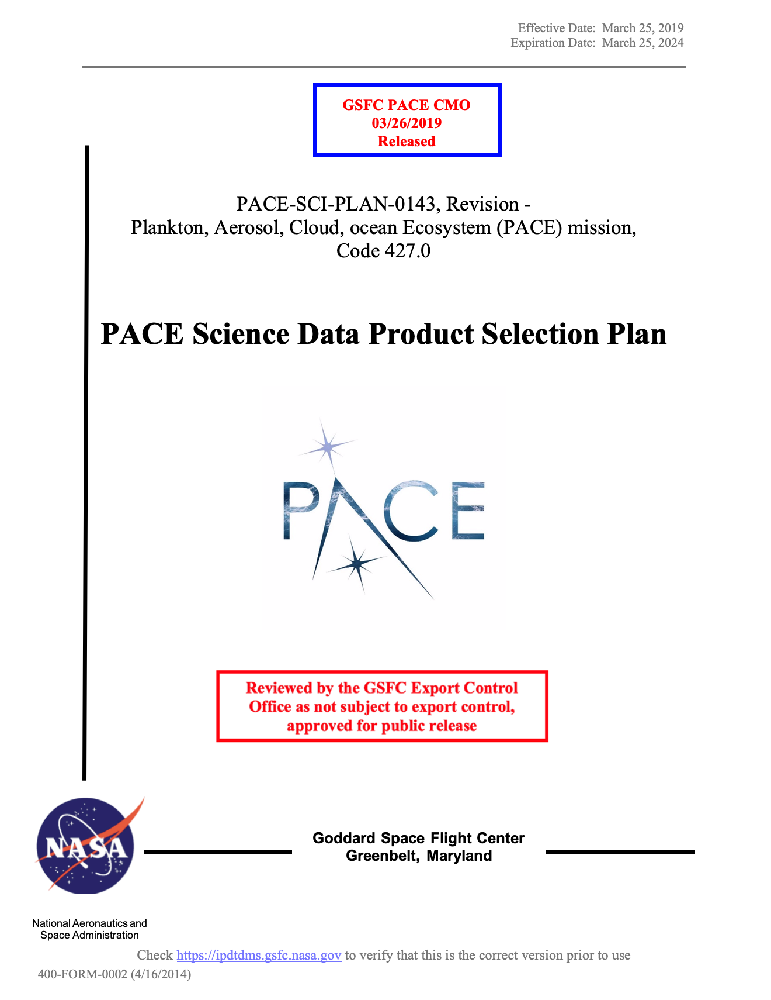 Effective Date: March 25, 2019
Expiration Date: March 25, 2024
GSFC PACE CMO
03/26/2019
Released
PACE-SCI-PLAN-0143, Revision -
Plankton, Aerosol, Cloud, ocean Ecosystem (PACE) mission,
Code 427.0
PACE Science Data Product Selection Plan
PACE
Reviewed by the GSFC Export Control
Office as not subject to export control,
approved for public release
NASA
Goddard Space Flight Center
Greenbelt, Maryland
National Aeronautics and
Space Administration
Check https://ipdtdms.gsfc.nasa.gov to verify that this is the correct version prior to use
400-FORM-0002 (4/16/2014)